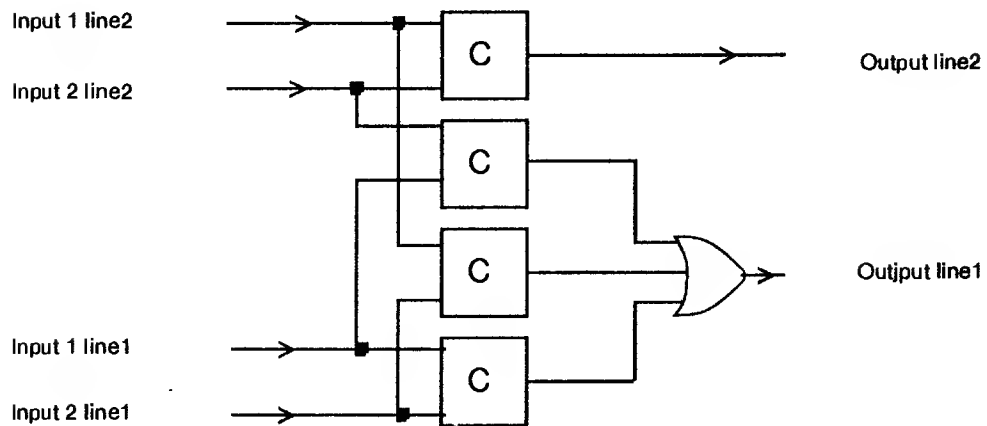 Input 1 line2
C
Output line2
Input 2 line2
C
C
Outjput line1
Input 1 line1
C
Input 2 line1